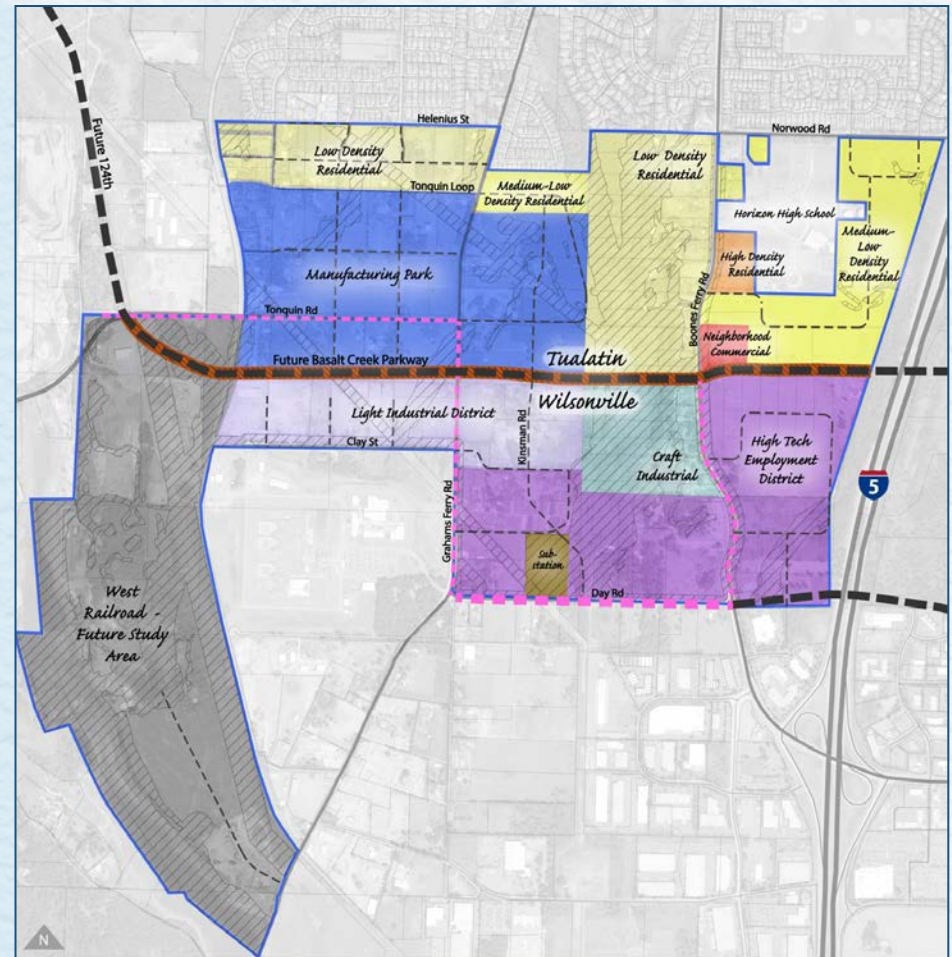 Future 124th
Helenius St
Norwood Rd
Low Density
Residential
Low Density
Residential
Tonquin Loop
Medium-Low
Density Residential
Horizon High School
Medium-
Low
Density
Residential
High Density
Residential
Manufacturing Park
Boones Ferry Rd
Tonquin Rd
Neighborhood
Commercial
Future Basalt Creek Parkway
Tualatin
Wilsonville
Light Industrial District
Kinsman Rd
Clay St
High Tech
Employment
District
Craft
Industrial
5
Grahams Ferry Rd
Sub-
station
Day Rd
West
Railroad -
Future Study
Area
N